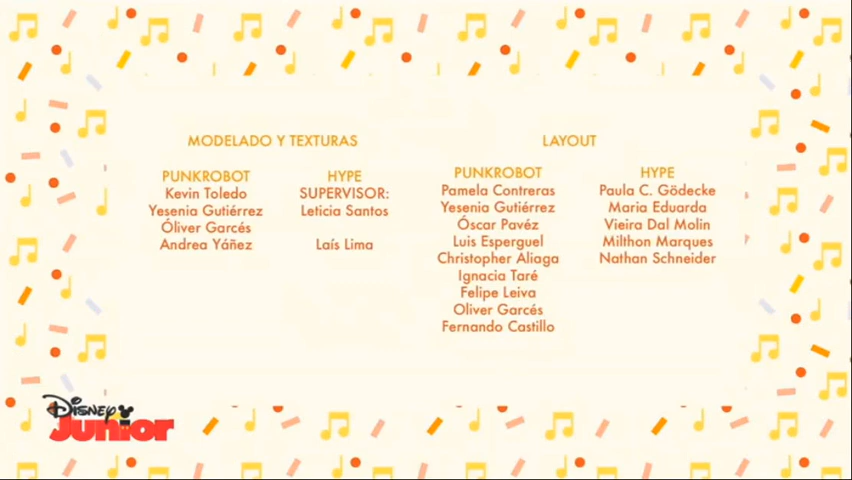 MODELADO Y TEXTURAS
PUNKROBOT
Kevin Toledo
Yesenia Gutiérrez
Óliver Garcés
Andrea Yáñez
HYPE
SUPERVISOR:
Leticia Santos
Laís Lima
LAYOUT
PUNKROBOT
Pamela Contreras
Yesenia Gutiérrez
Óscar Pavéz
Luis Esperguel
Christopher Aliaga
Ignacia Taré
Felipe Leiva
Oliver Garcés
Fernando Castillo
HYPE
Paula C. Gödecke
Maria Eduarda
Vieira Dal Molin
Milthon Marques
Nathan Schneider
Disney
Junior